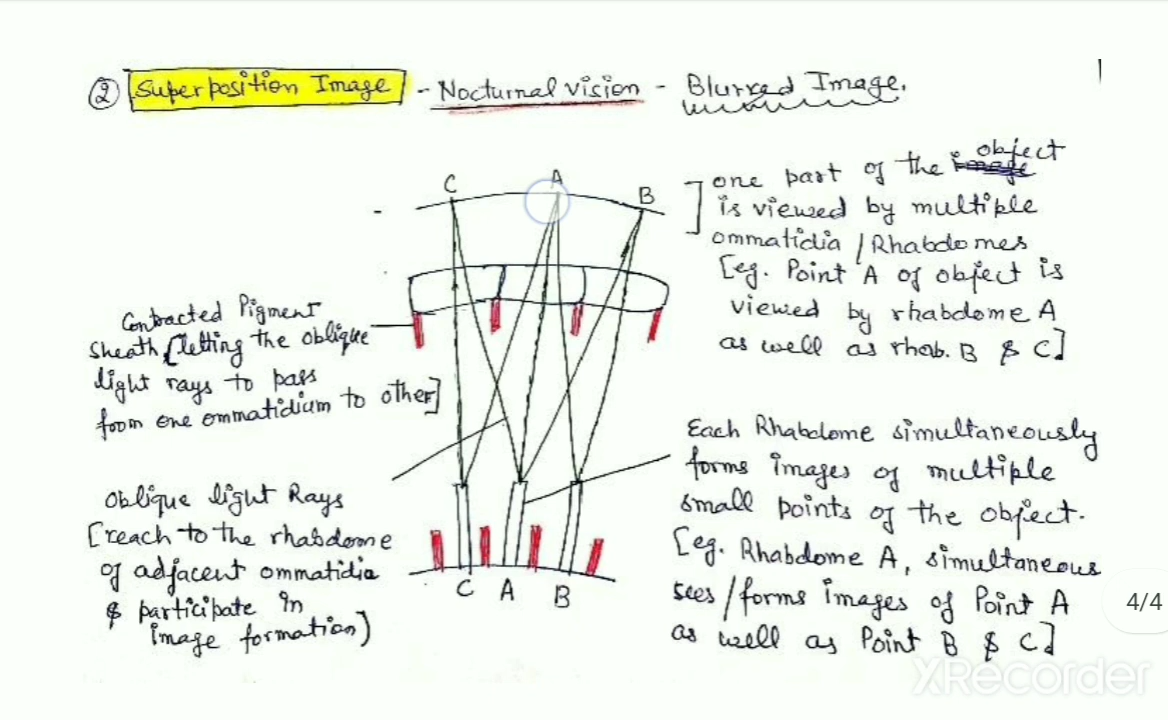 ② Superposition Image - Nocturnal vision - Blurred Image.
C A B
one part of the object
is viewed by multiple
ommatidia / Rhabdomes
[eg. Point A of object is
viewed by rhabdome A
as well as rhab. B & C]
Contracted Pigment
Sheath [letting the oblique
light rays to pass
from one ommatidium to other]
Oblique light Rays
[reach to the rhabdome
of adjacent ommatidia
& participate in
image formation)
Each Rhabdome simultaneously
forms images of multiple
small points of the object.
[eg. Rhabdome A, simultaneous
sees / forms images of Point A
as well as Point B & C]
C A B
4/4
XRecorder